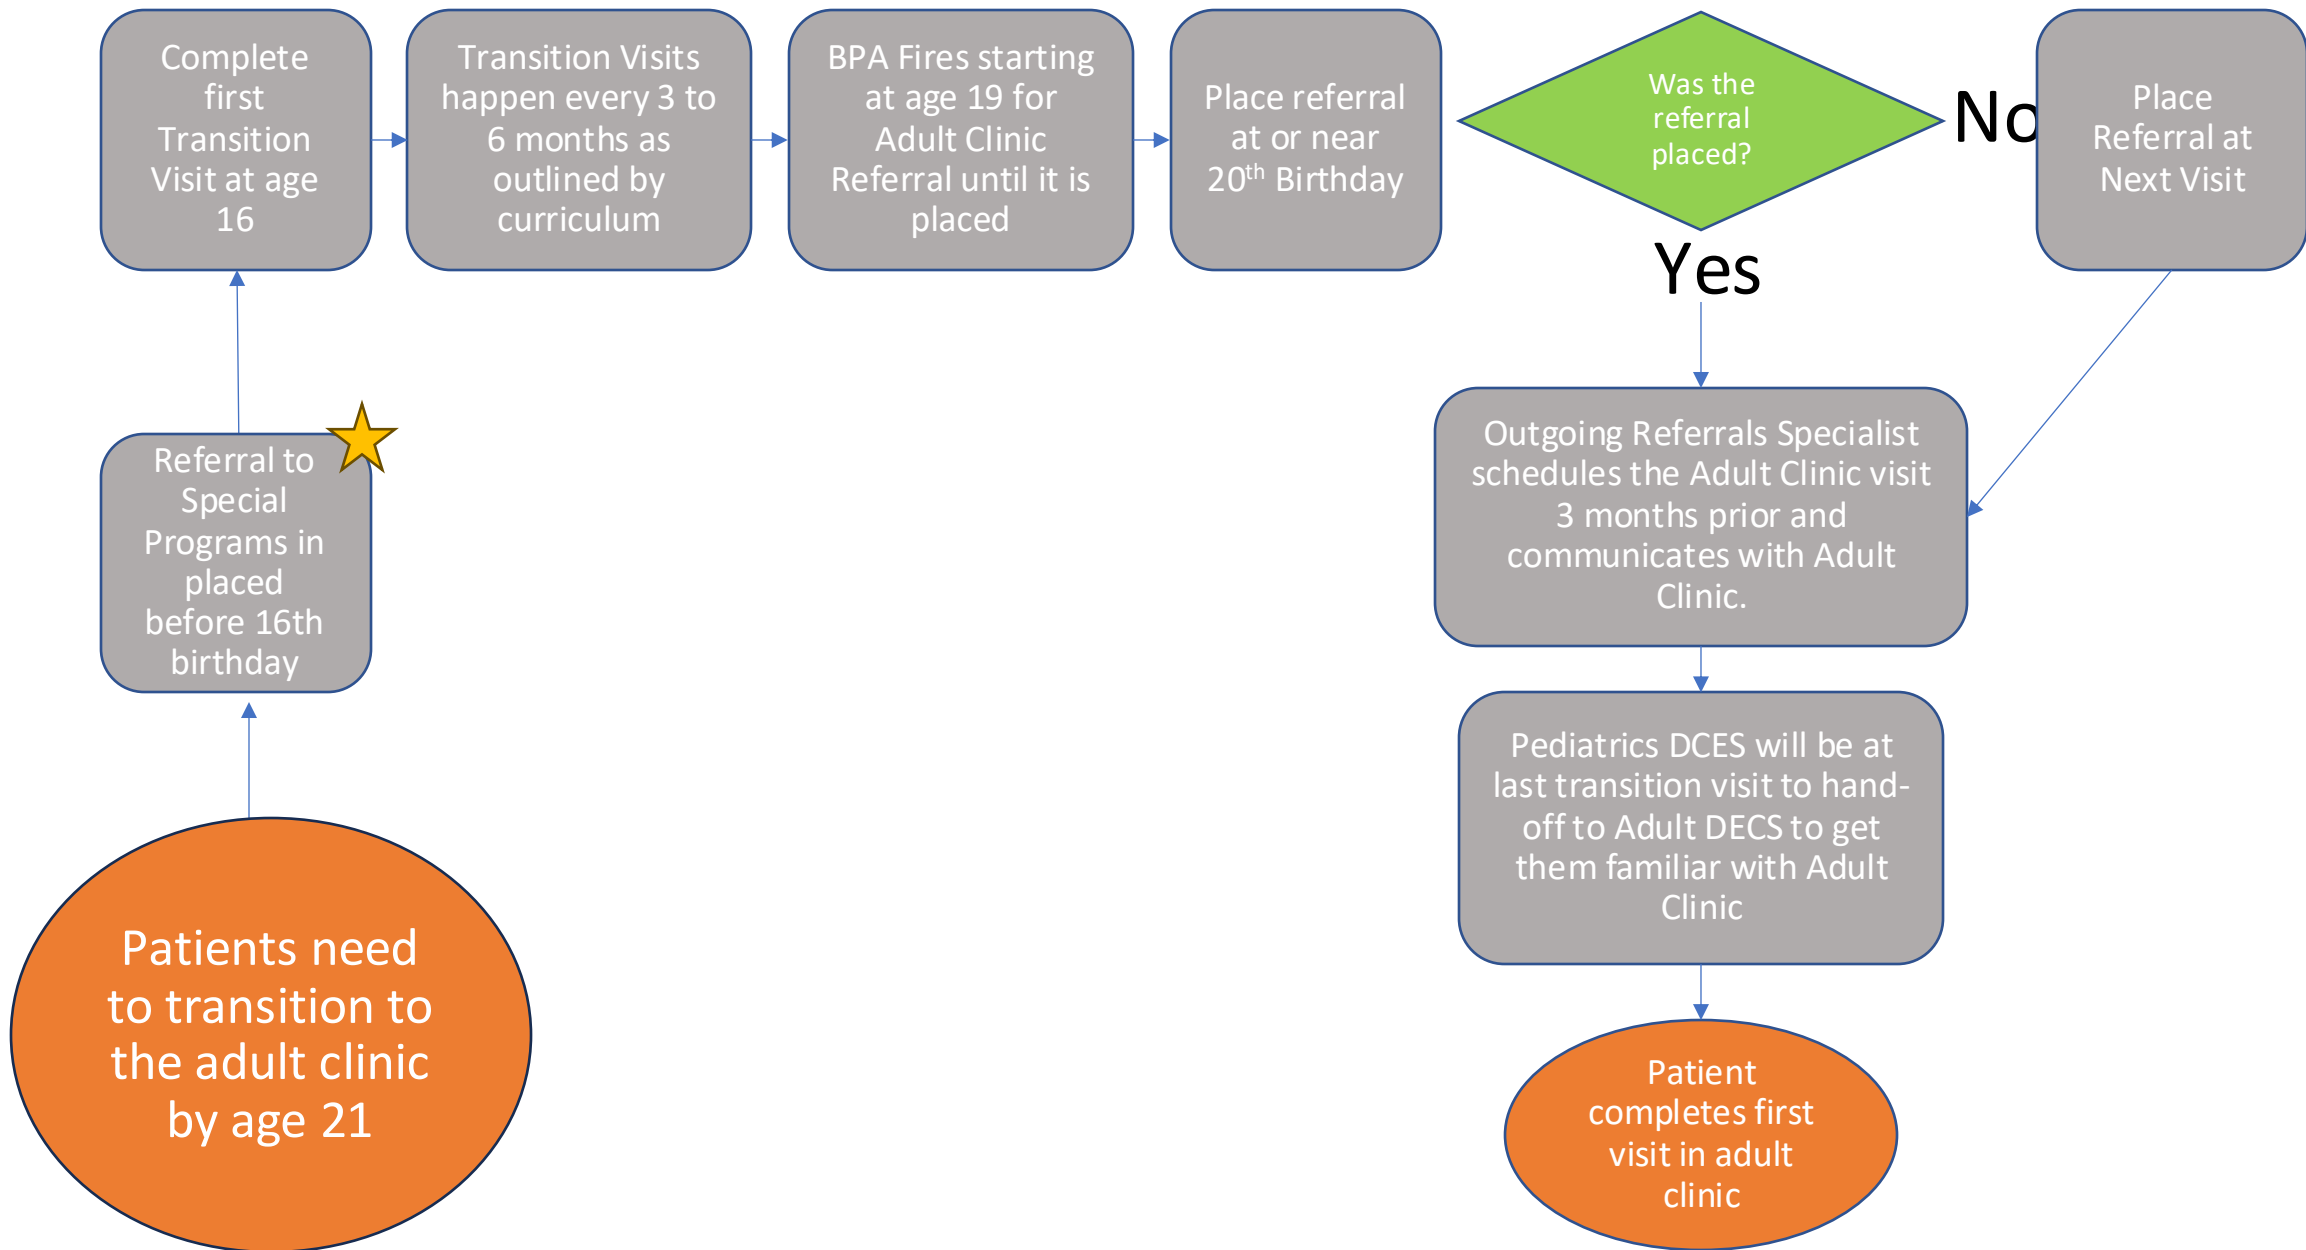 Complete
first
Transition
Visit at age
16
Transition Visits
happen every 3 to
6 months as
outlined by
curriculum
BPA Fires starting
at age 19 for
Adult Clinic
Referral until it is
placed
Place referral
at or near
20th Birthday
Was the
referral
placed?
No
Place
Referral at
Next Visit
Yes
Referral to
Special
Programs in
placed
before 16th
birthday
Outgoing Referrals Specialist
schedules the Adult Clinic visit
3 months prior and
communicates with Adult
Clinic.
Pediatrics DCES will be at
last transition visit to hand-
off to Adult DECS to get
them familiar with Adult
Clinic
Patients need
to transition to
the adult clinic
by age 21
Patient
completes first
visit in adult
clinic